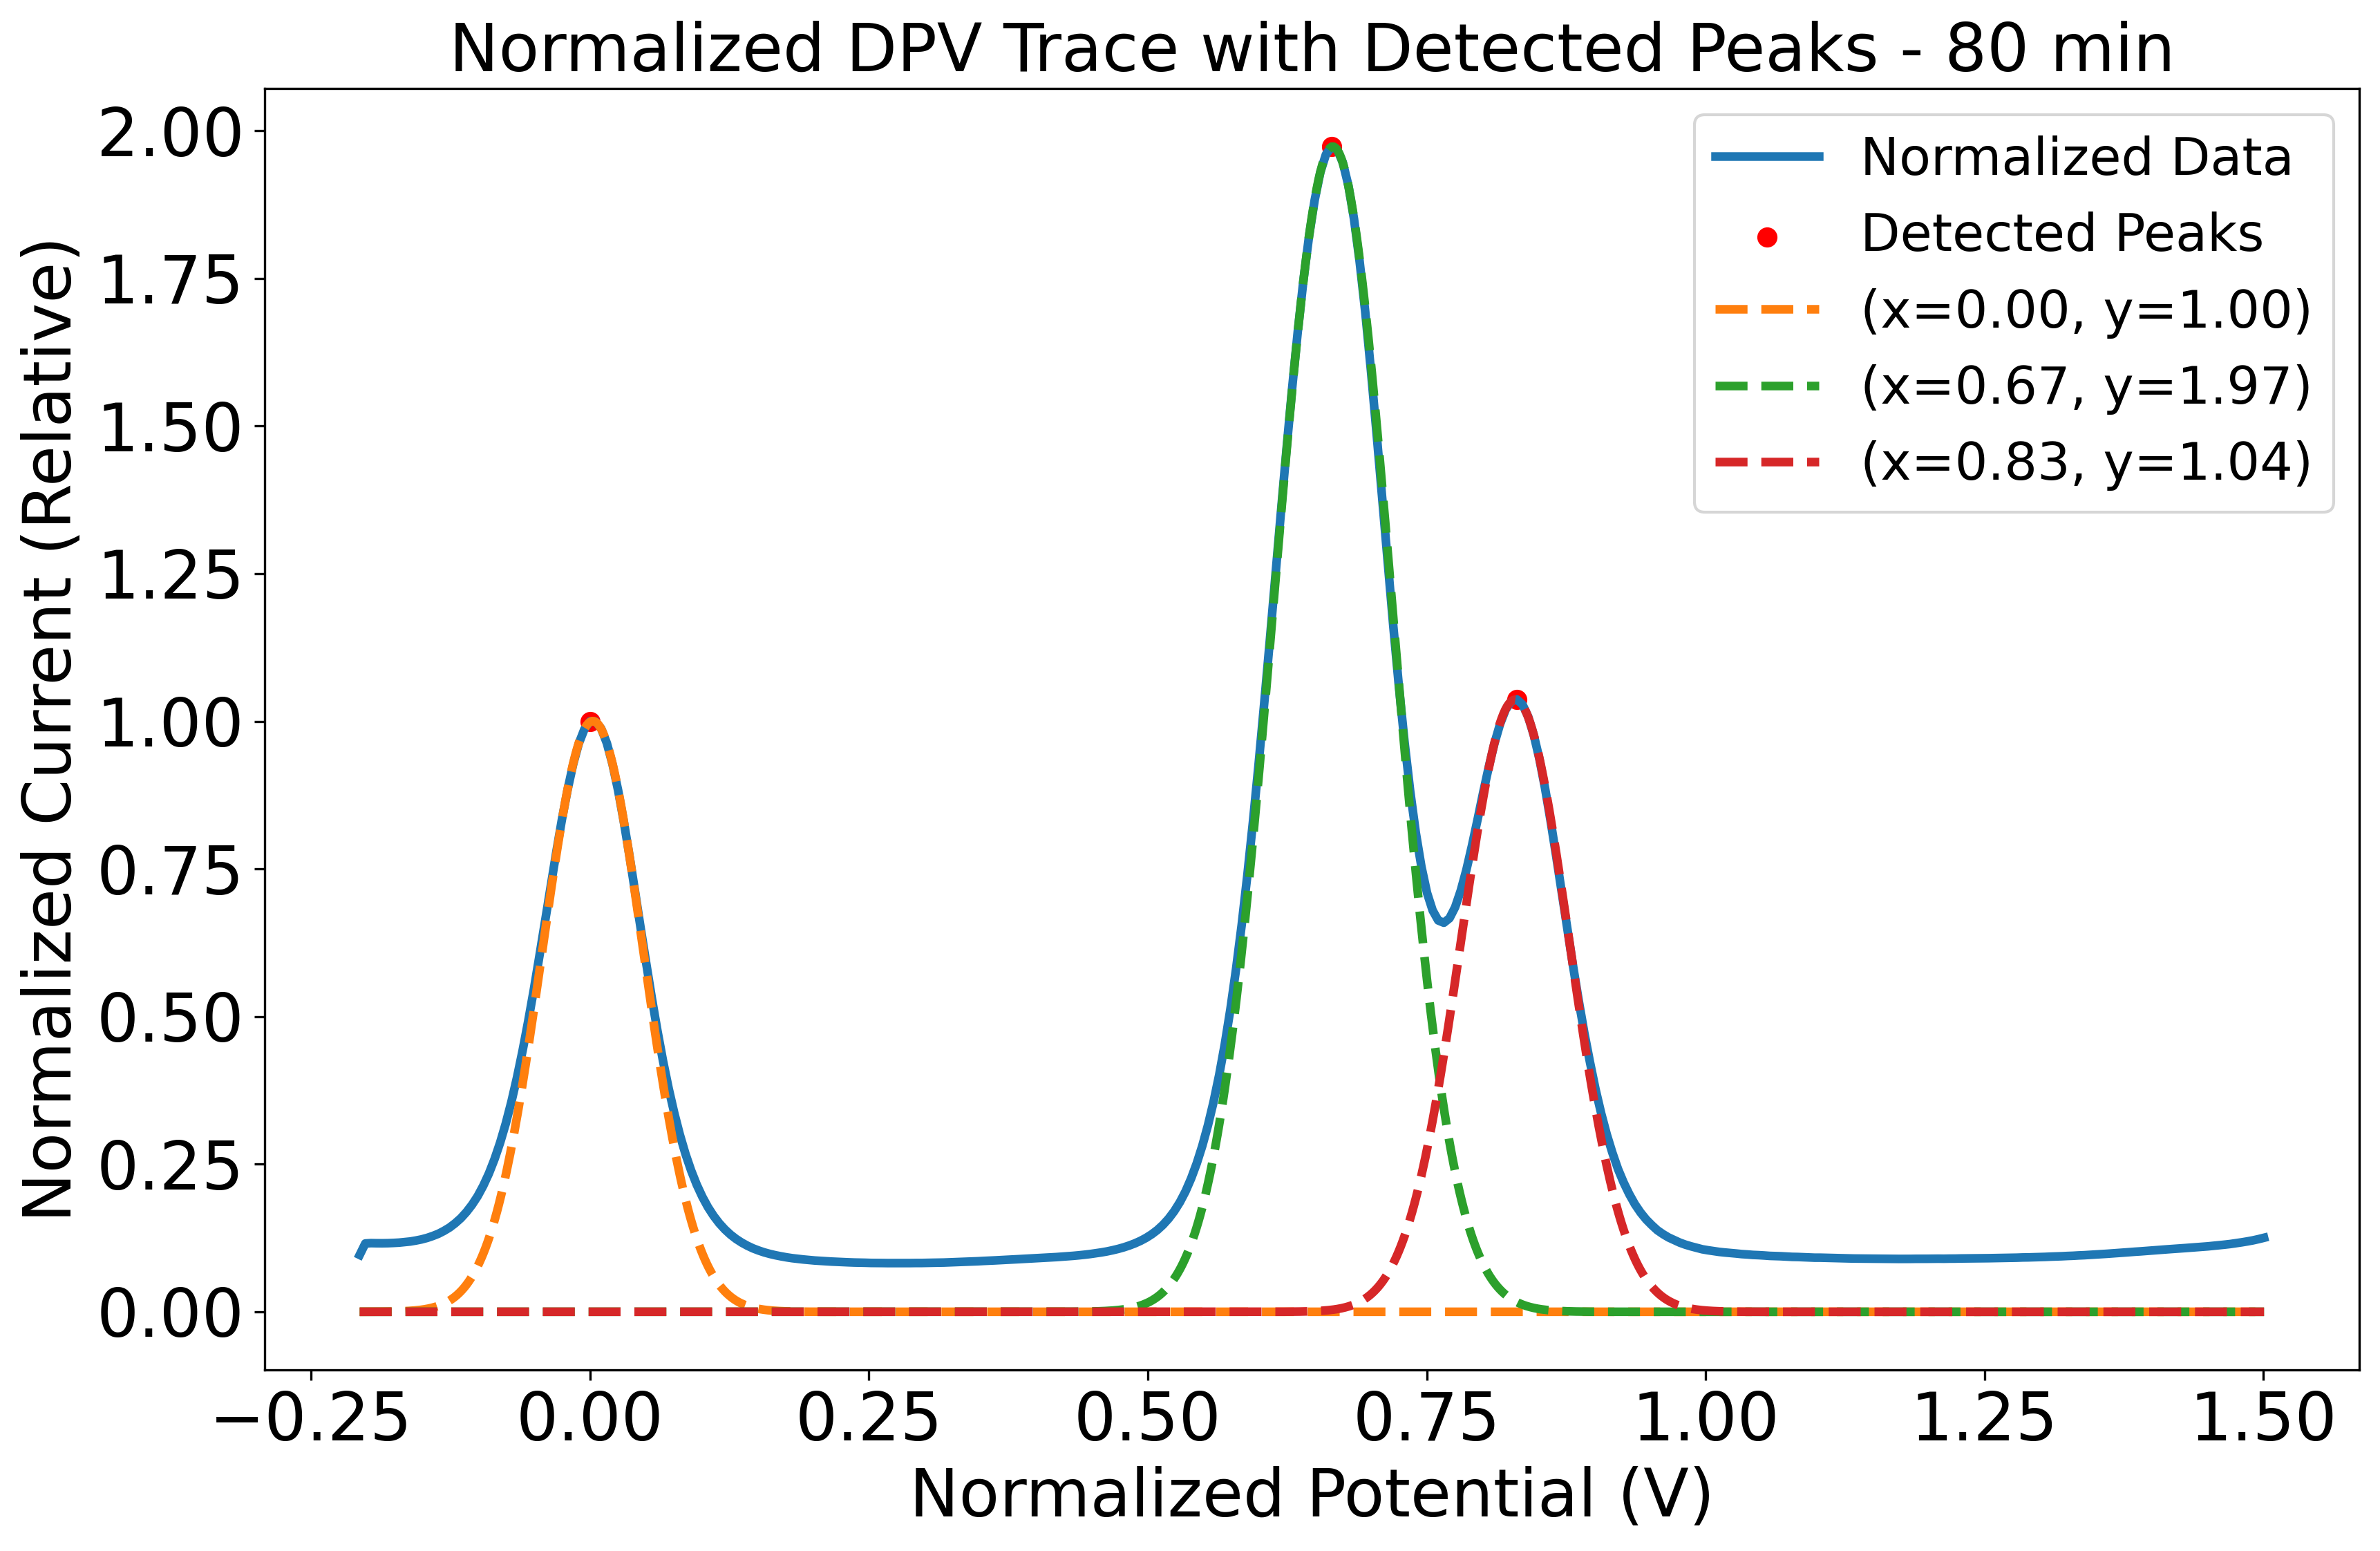 Normalized DPV Trace with Detected Peaks - 80 min
Normalized Current (Relative)
2.00
1.75
1.50
1.25
1.00
0.75
0.50
0.25
0.00
Normalized Data
Detected Peaks
(x=0.00, y=1.00)
(x=0.67, y=1.97)
(x=0.83, y=1.04)
−0.25 0.00 0.25 0.50 0.75 1.00 1.25 1.50
Normalized Potential (V)